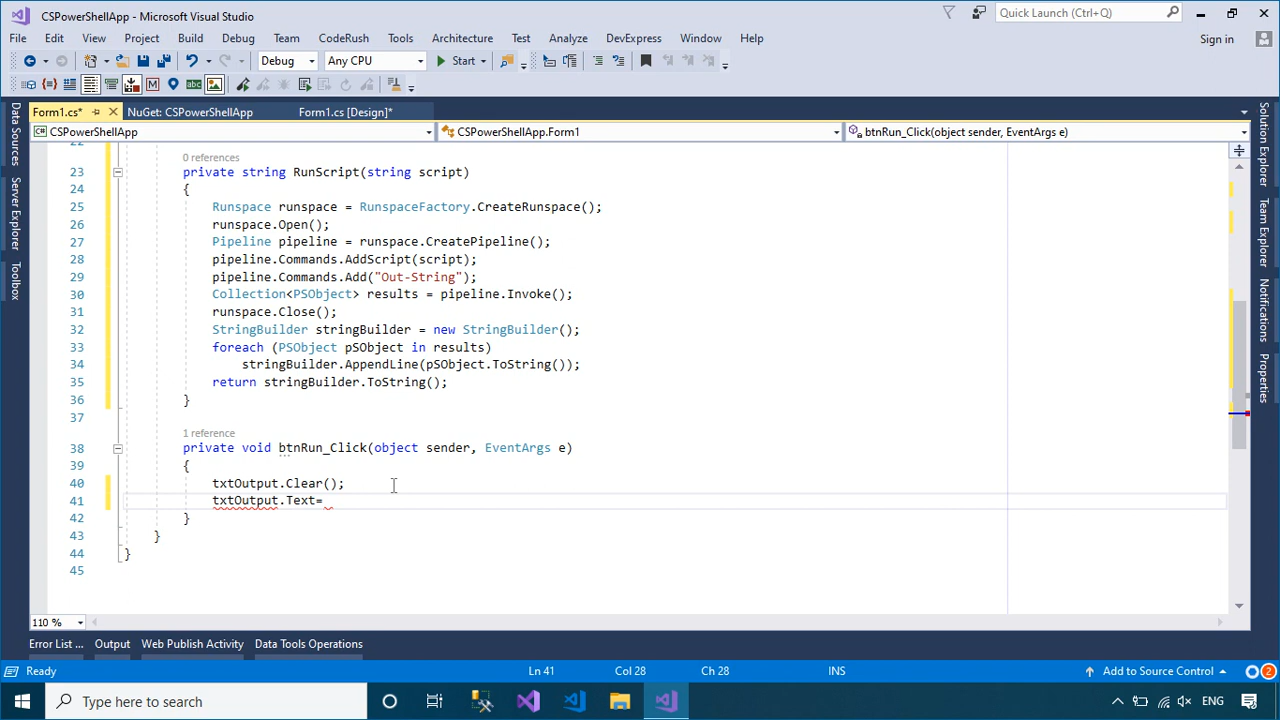 CSPowerShellApp - Microsoft Visual Studio
Quick Launch (Ctrl+Q)
File Edit View Project Build Debug Team CodeRush Tools Architecture Test Analyze DevExpress Window Help
Sign in
Debug Any CPU Start
Form1.cs* NuGet: CSPowerShellApp Form1.cs [Design]*
CSPowerShellApp CSPowerShellApp.Form1 btnRun_Click(object sender, EventArgs e)
Data Sources
Server Explorer
Toolbox
22
0 references
23 private string RunScript(string script)
24 {
25 Runspace runspace = RunspaceFactory.CreateRunspace();
26 runspace.Open();
27 Pipeline pipeline = runspace.CreatePipeline();
28 pipeline.Commands.AddScript(script);
29 pipeline.Commands.Add("Out-String");
30 Collection<PSObject> results = pipeline.Invoke();
31 runspace.Close();
32 StringBuilder stringBuilder = new StringBuilder();
33 foreach (PSObject pSObject in results)
34 stringBuilder.AppendLine(pSObject.ToString());
35 return stringBuilder.ToString();
36 }
37
1 reference
38 private void btnRun_Click(object sender, EventArgs e)
39 {
40 txtOutput.Clear();
41 txtOutput.Text=
42 }
43 }
44 }
45
Solution Explorer
Team Explorer
Notifications
Properties
110 %
Error List ... Output Web Publish Activity Data Tools Operations
Ready Ln 41 Col 28 Ch 28 INS Add to Source Control 2
Type here to search ENG